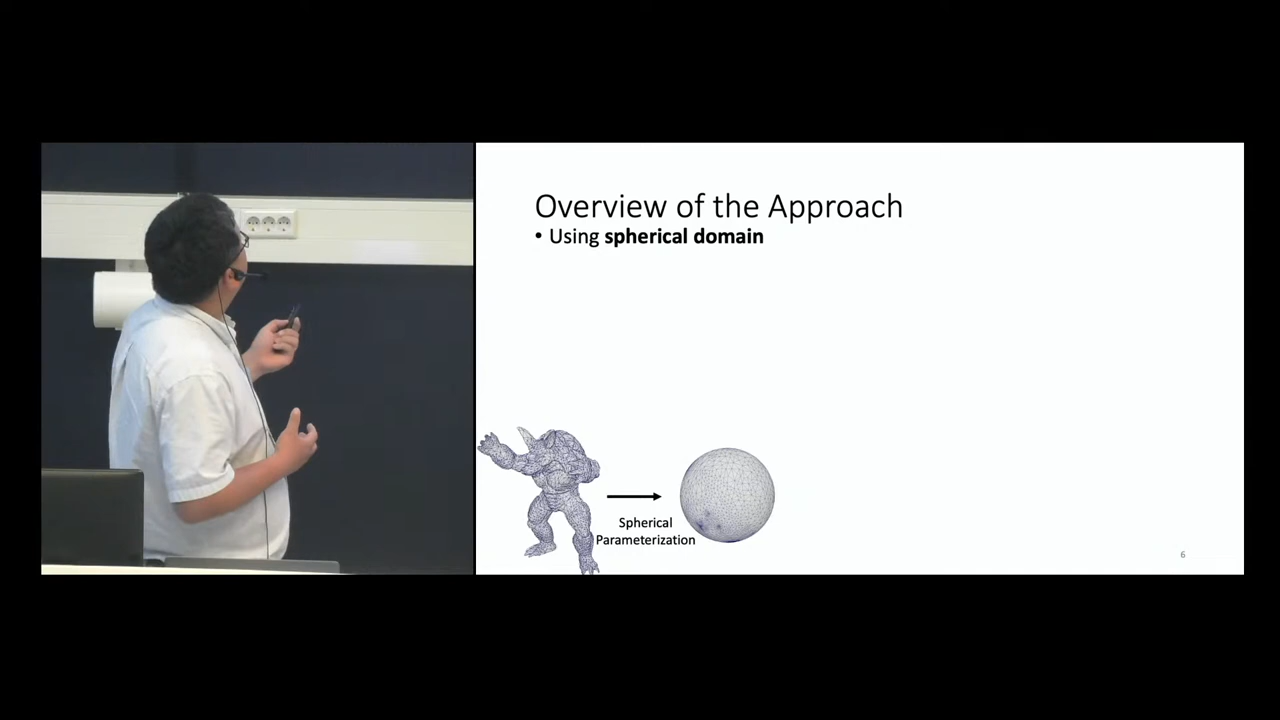 Overview of the Approach
• Using spherical domain
Spherical
Parameterization
6